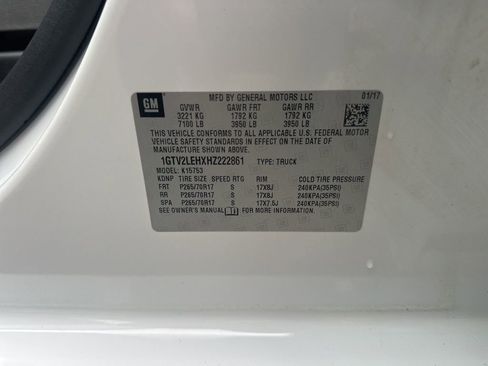 GM
MFD BY GENERAL MOTORS LLC 01/17
GVWR GAWR FRT GAWR RR
3221 KG 1792 KG 1792 KG
7100 LB 3950 LB 3950 LB
THIS VEHICLE CONFORMS TO ALL APPLICABLE U.S. FEDERAL MOTOR
VEHICLE SAFETY STANDARDS IN EFFECT ON THE DATE OF
MANUFACTURE SHOWN ABOVE.
1GTV2LEHXHZ222861 TYPE: TRUCK
MODEL: K15753
KDNP TIRE SIZE SPEED RTG RIM COLD TIRE PRESSURE
FRT P265/70R17 S 17X8J 240KPA(35PSI)
RR P265/70R17 S 17X8J 240KPA(35PSI)
SPA P265/70R17 S 17X7.5J 240KPA(35PSI)
SEE OWNER'S MANUAL FOR MORE INFORMATION.